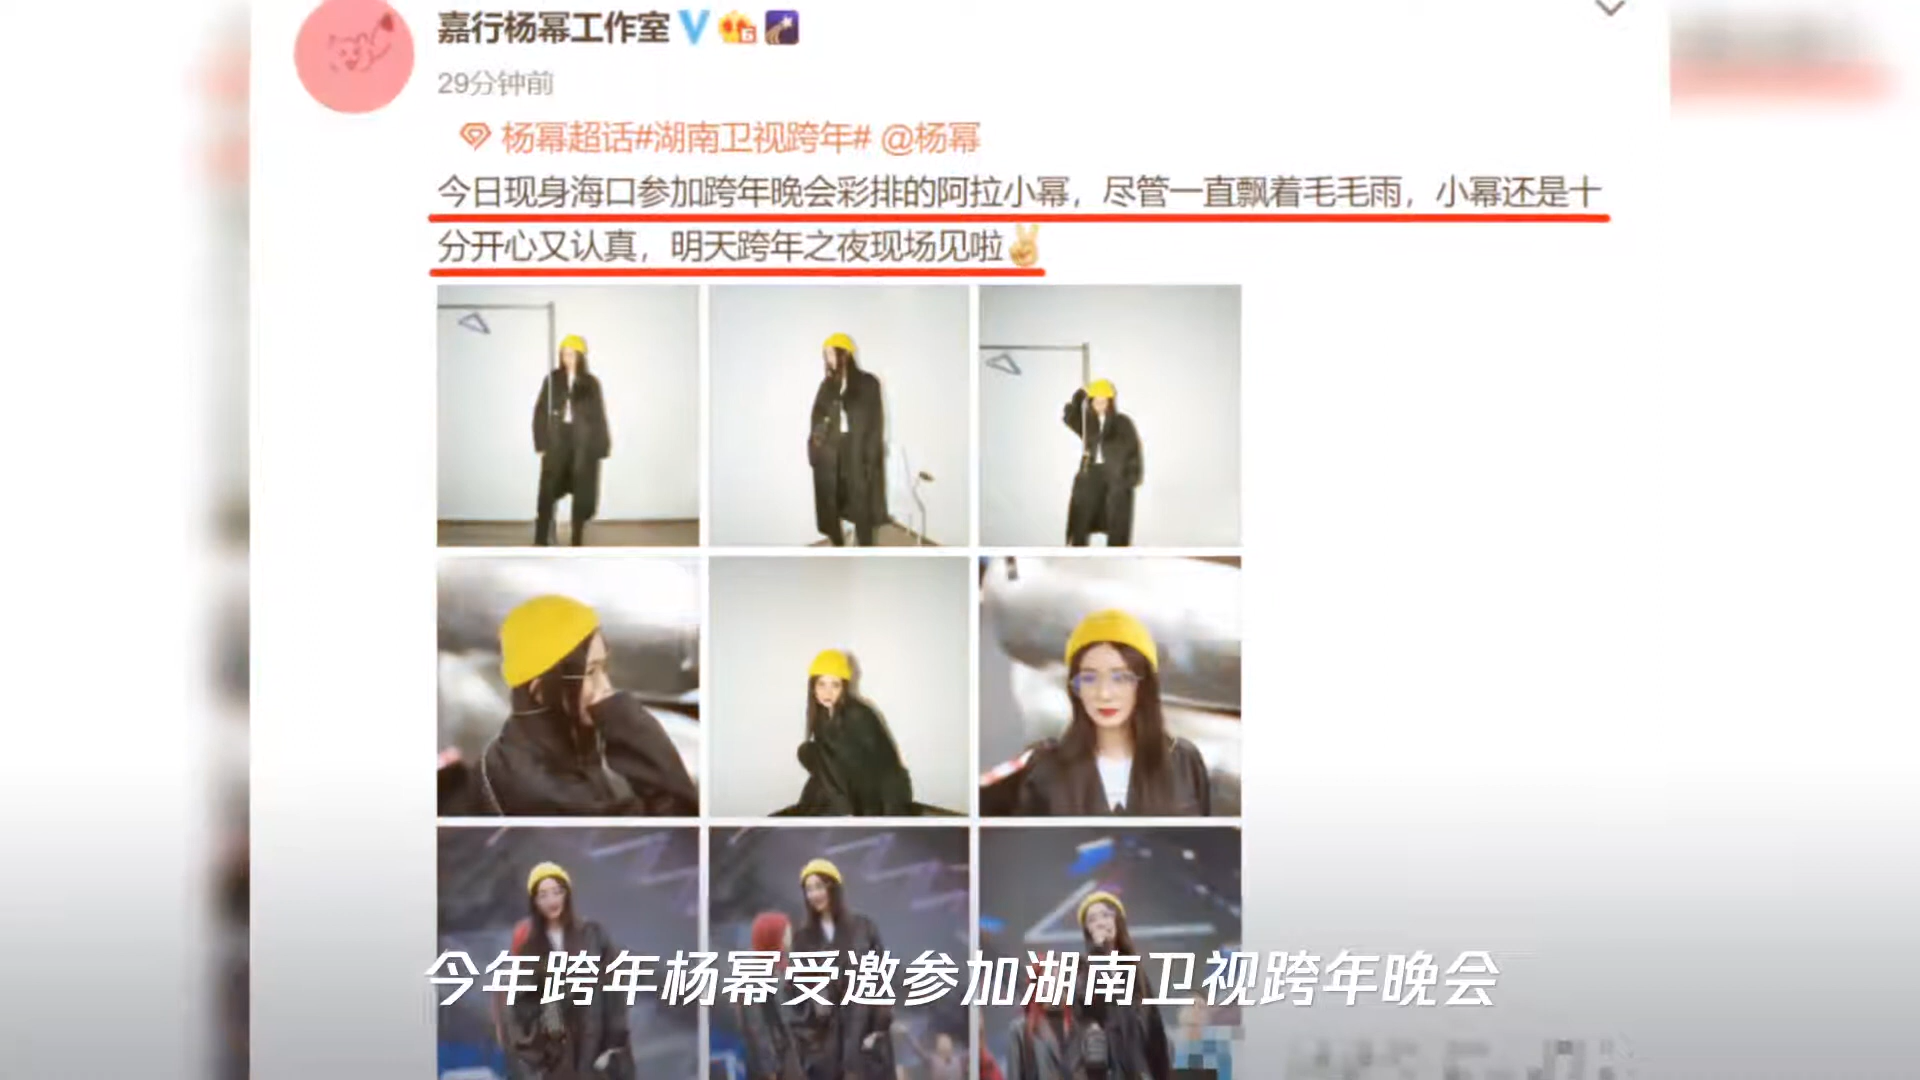 嘉行杨幂工作室
29分钟前
杨幂超话#湖南卫视跨年# @杨幂
今日现身海口参加跨年晚会彩排的阿拉小幂，尽管一直飘着毛毛雨，小幂还是十
分开心又认真，明天跨年之夜现场见啦✌
今年跨年杨幂受邀参加湖南卫视跨年晚会